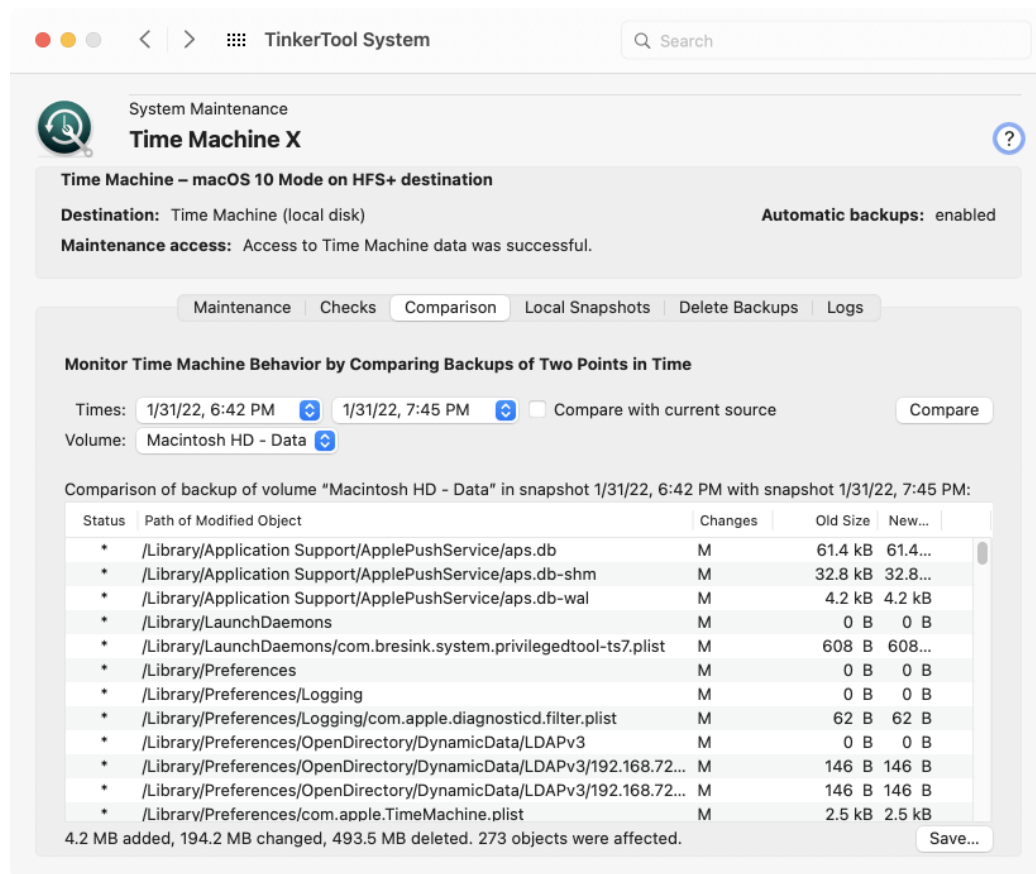 TinkerTool System
Search
System Maintenance
Time Machine X
?
Time Machine – macOS 10 Mode on HFS+ destination
Destination: Time Machine (local disk) Automatic backups: enabled
Maintenance access: Access to Time Machine data was successful.
Maintenance Checks Comparison Local Snapshots Delete Backups Logs
Monitor Time Machine Behavior by Comparing Backups of Two Points in Time
Times: 1/31/22, 6:42 PM 1/31/22, 7:45 PM Compare with current source Compare
Volume: Macintosh HD - Data
Comparison of backup of volume "Macintosh HD - Data" in snapshot 1/31/22, 6:42 PM with snapshot 1/31/22, 7:45 PM:
Status Path of Modified Object Changes Old Size New...
* /Library/Application Support/ApplePushService/aps.db M 61.4 kB 61.4...
* /Library/Application Support/ApplePushService/aps.db-shm M 32.8 kB 32.8...
* /Library/Application Support/ApplePushService/aps.db-wal M 4.2 kB 4.2 kB
* /Library/LaunchDaemons M 0 B 0 B
* /Library/LaunchDaemons/com.bresink.system.privilegedtool-ts7.plist M 608 B 608...
* /Library/Preferences M 0 B 0 B
* /Library/Preferences/Logging M 0 B 0 B
* /Library/Preferences/Logging/com.apple.diagnosticd.filter.plist M 62 B 62 B
* /Library/Preferences/OpenDirectory/DynamicData/LDAPv3 M 0 B 0 B
* /Library/Preferences/OpenDirectory/DynamicData/LDAPv3/192.168.72... M 146 B 146 B
* /Library/Preferences/OpenDirectory/DynamicData/LDAPv3/192.168.72... M 146 B 146 B
* /Library/Preferences/com.apple.TimeMachine.plist M 2.5 kB 2.5 kB
4.2 MB added, 194.2 MB changed, 493.5 MB deleted. 273 objects were affected. Save...